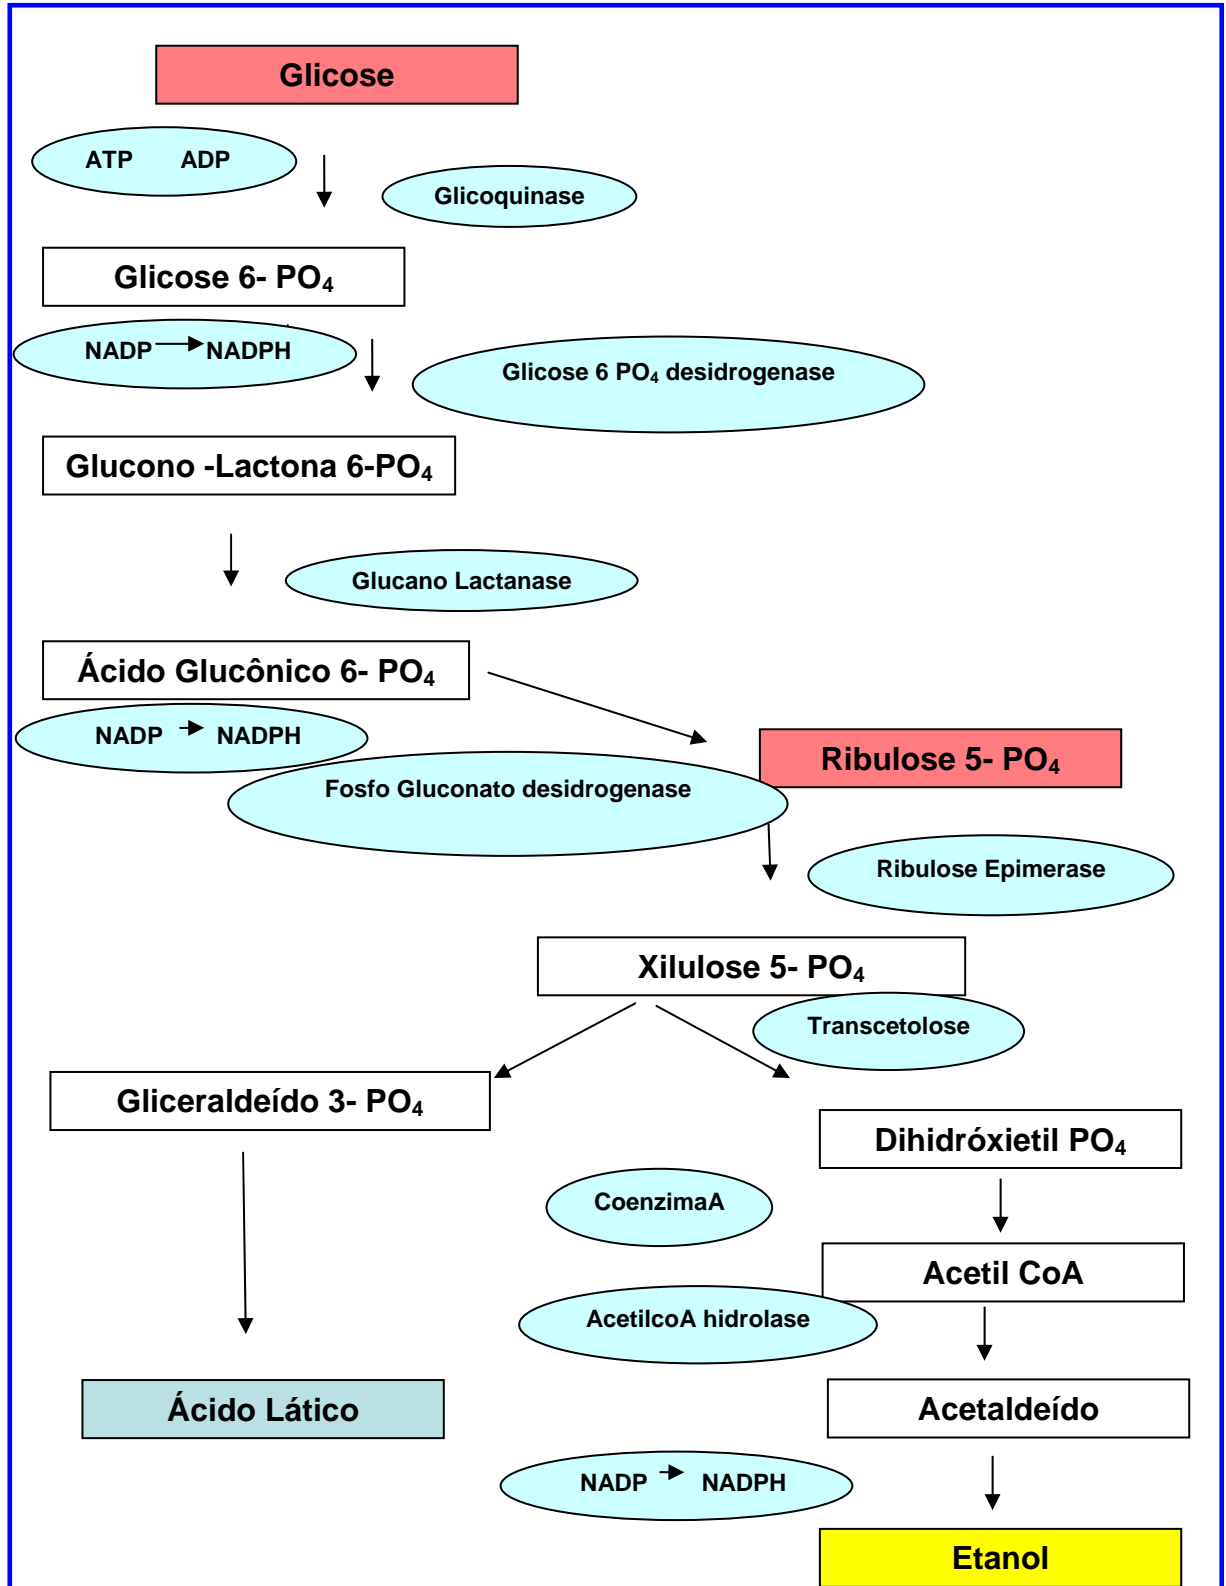 Glicose
ATP ADP
Glicoquinase
Glicose 6- PO₄
NADP NADPH
Glicose 6 PO₄ desidrogenase
Glucono -Lactona 6-PO₄
Glucano Lactanase
Ácido Glucônico 6- PO₄
NADP NADPH
Ribulose 5- PO₄
Fosfo Gluconato desidrogenase
Ribulose Epimerase
Xilulose 5- PO₄
Transcetolose
Gliceraldeído 3- PO₄
Dihidróxietil PO₄
CoenzimaA
Acetil CoA
AcetilcoA hidrolase
Ácido Lático
Acetaldeído
NADP NADPH
Etanol